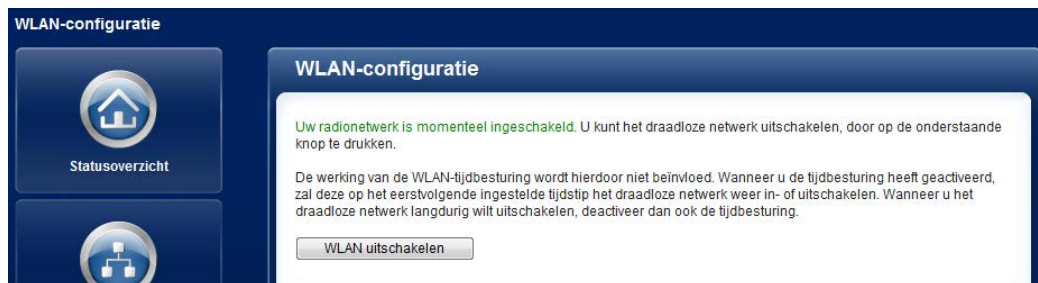 WLAN-configuratie
Statusoverzicht
WLAN-configuratie
Uw radionetwerk is momenteel ingeschakeld. U kunt het draadloze netwerk uitschakelen, door op de onderstaande
knop te drukken.
De werking van de WLAN-tijdbesturing wordt hierdoor niet beïnvloed. Wanneer u de tijdbesturing heeft geactiveerd,
zal deze op het eerstvolgende ingestelde tijdstip het draadloze netwerk weer in- of uitschakelen. Wanneer u het
draadloze netwerk langdurig wilt uitschakelen, deactiveer dan ook de tijdbesturing.
WLAN uitschakelen